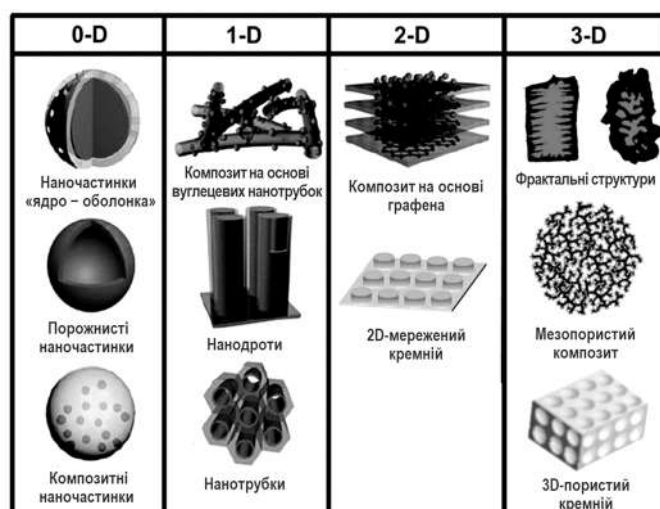 0-D
1-D
2-D
3-D
Наночастинки
«ядро – оболонка»
Композит на основі
вуглецевих нанотрубок
Композит на основі
графена
Фрактальні структури
Порожнисті
наночастинки
Нанодроти
2D-мережений
кремній
Мезопористий
композит
Композитні
наночастинки
Нанотрубки
3D-пористий
кремній